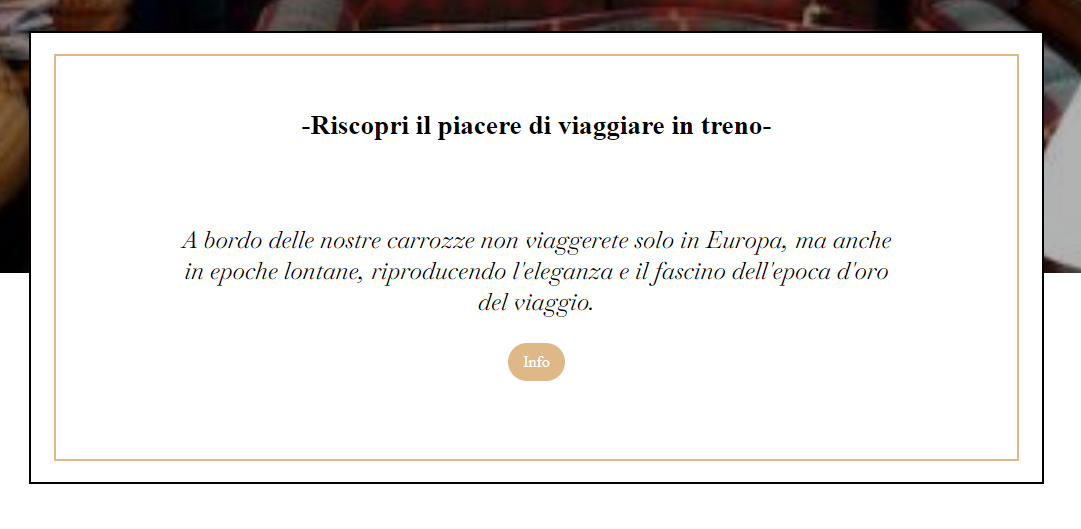 -Riscopri il piacere di viaggiare in treno-
A bordo delle nostre carrozze non viaggerete solo in Europa, ma anche
in epoche lontane, riproducendo l'eleganza e il fascino dell'epoca d'oro
del viaggio.
Info